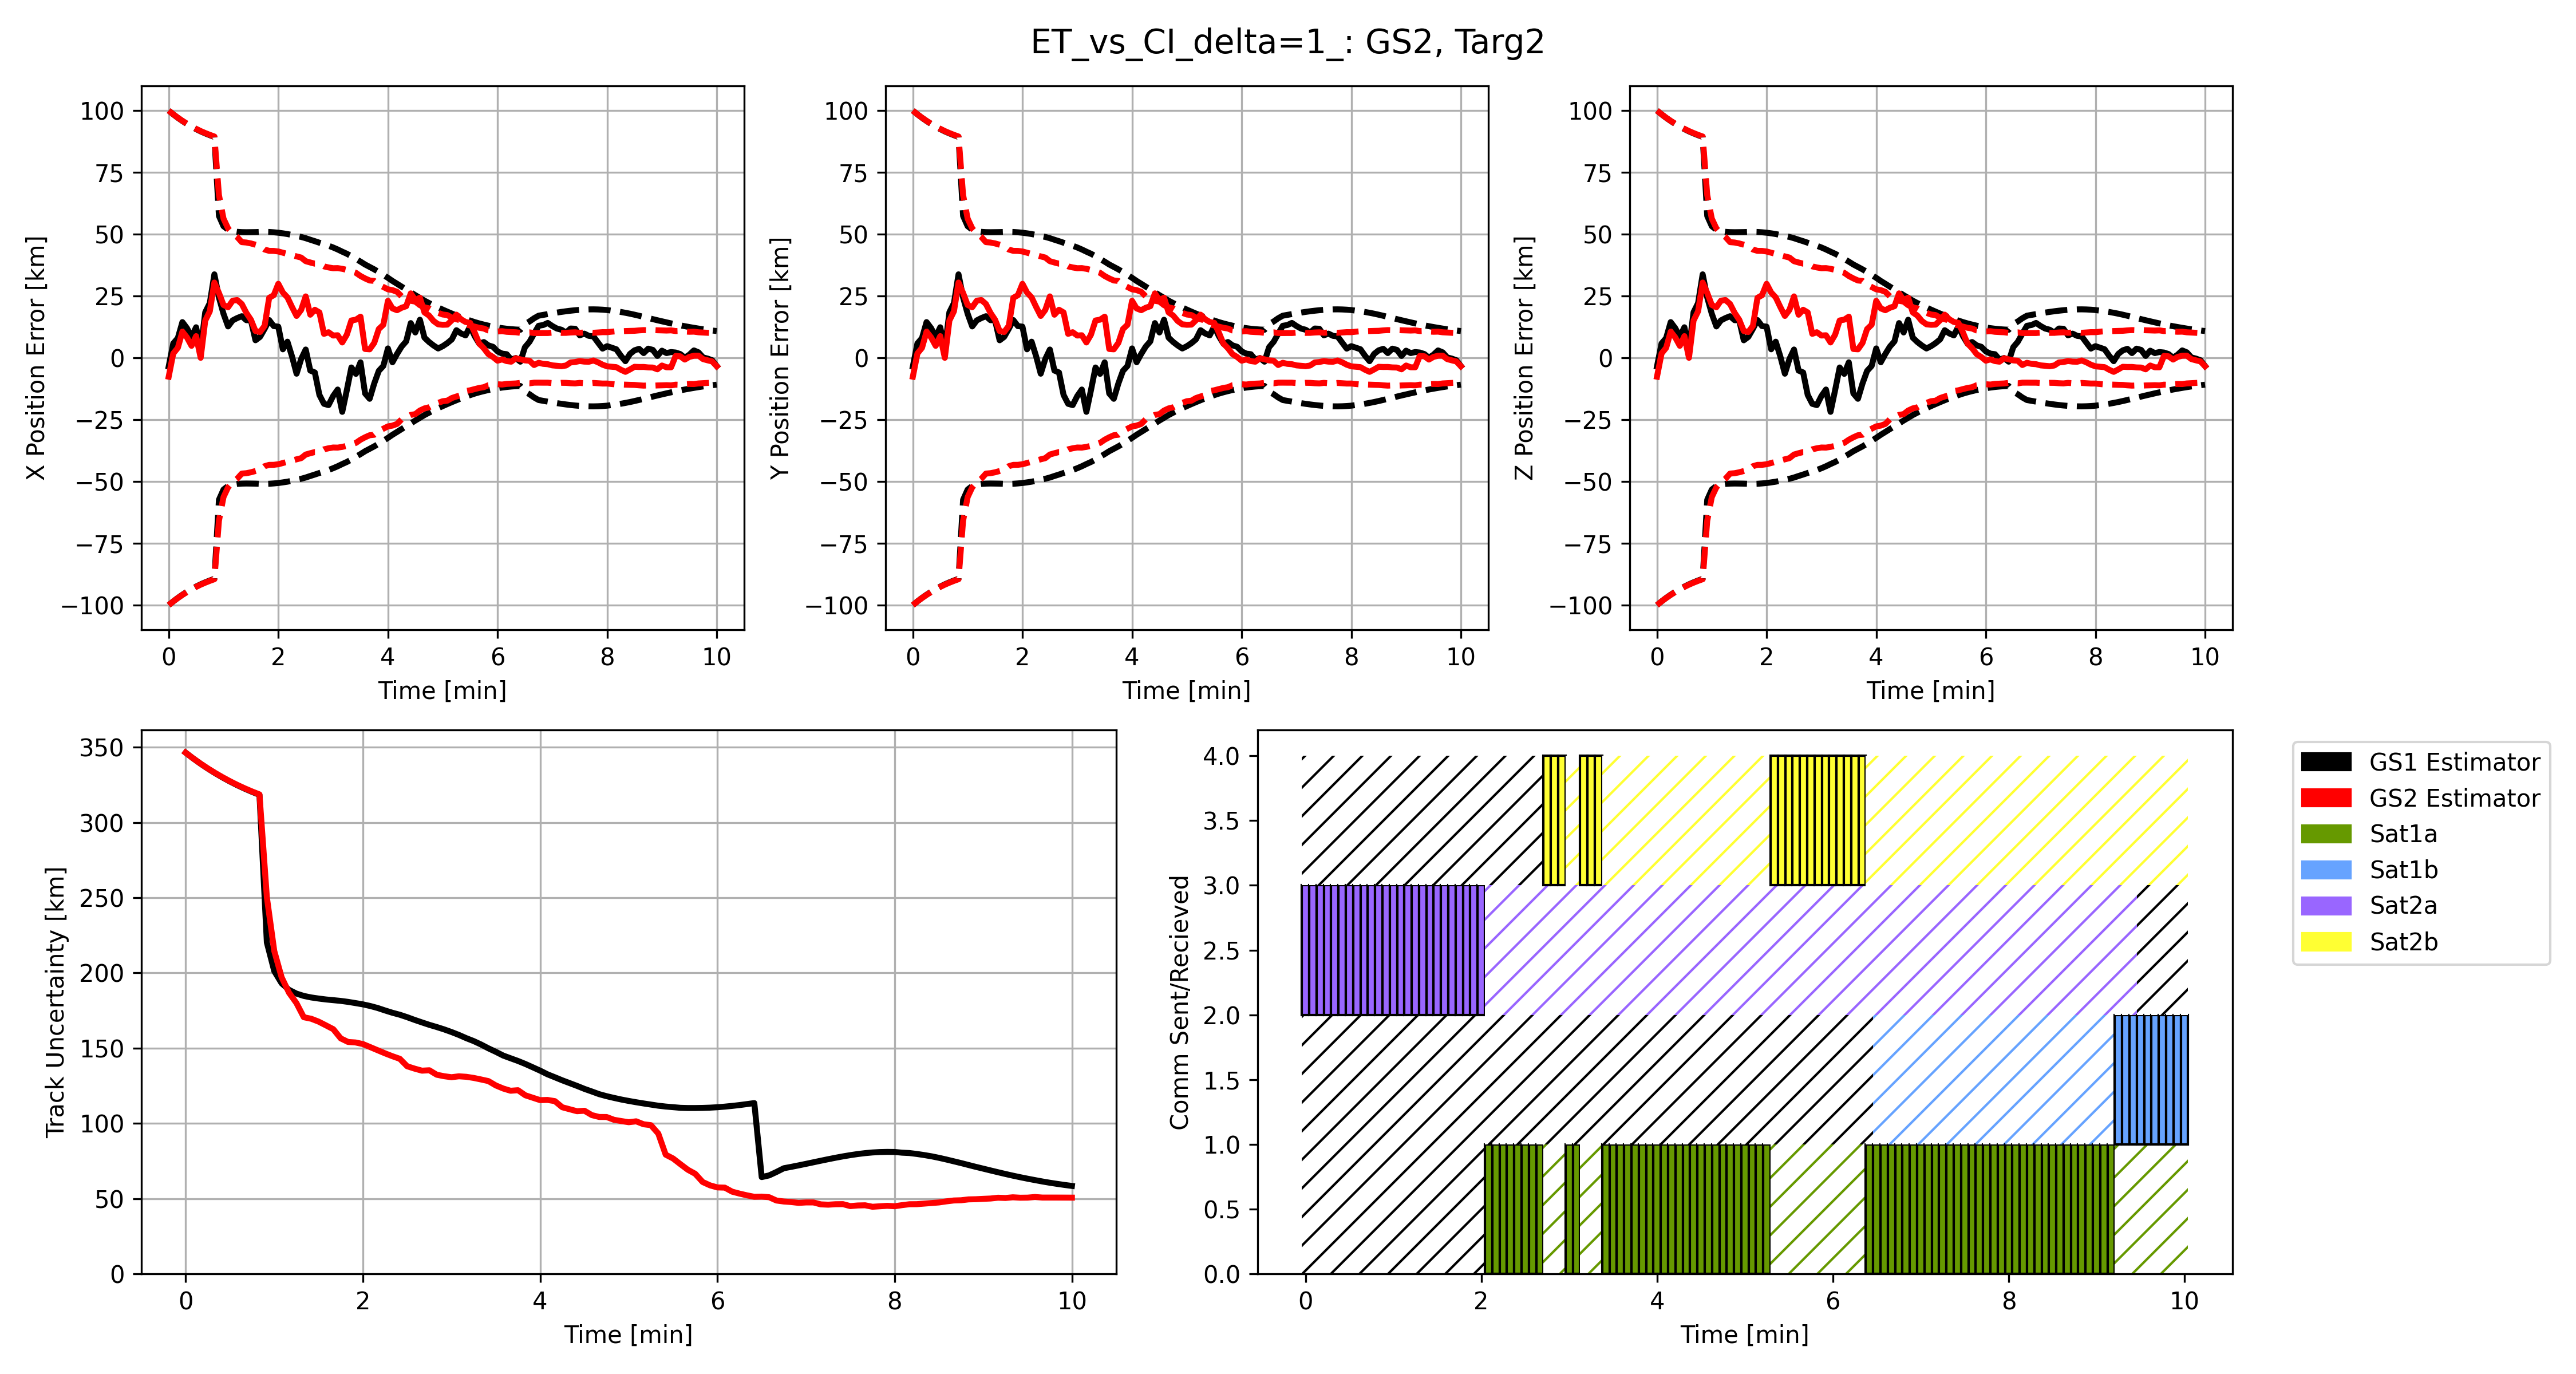 ET_vs_CI_delta=1_: GS2, Targ2
X Position Error [km]
100
75
50
25
0
−25
−50
−75
−100
0 2 4 6 8 10
Time [min]
Y Position Error [km]
100
75
50
25
0
−25
−50
−75
−100
0 2 4 6 8 10
Time [min]
Z Position Error [km]
100
75
50
25
0
−25
−50
−75
−100
0 2 4 6 8 10
Time [min]
Track Uncertainty [km]
350
300
250
200
150
100
50
0
0 2 4 6 8 10
Time [min]
Comm Sent/Recieved
4.0
3.5
3.0
2.5
2.0
1.5
1.0
0.5
0.0
0 2 4 6 8 10
Time [min]
GS1 Estimator
GS2 Estimator
Sat1a
Sat1b
Sat2a
Sat2b